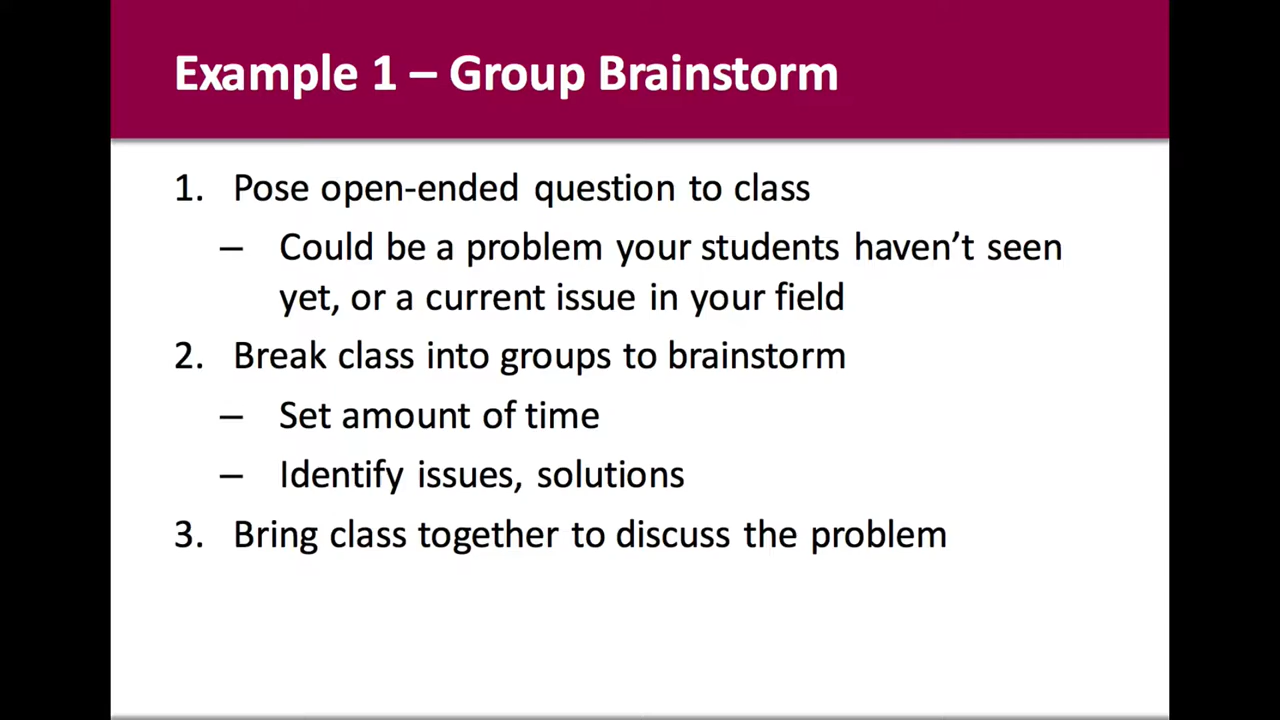 Example 1 – Group Brainstorm
1. Pose open-ended question to class
– Could be a problem your students haven’t seen
yet, or a current issue in your field
2. Break class into groups to brainstorm
– Set amount of time
– Identify issues, solutions
3. Bring class together to discuss the problem